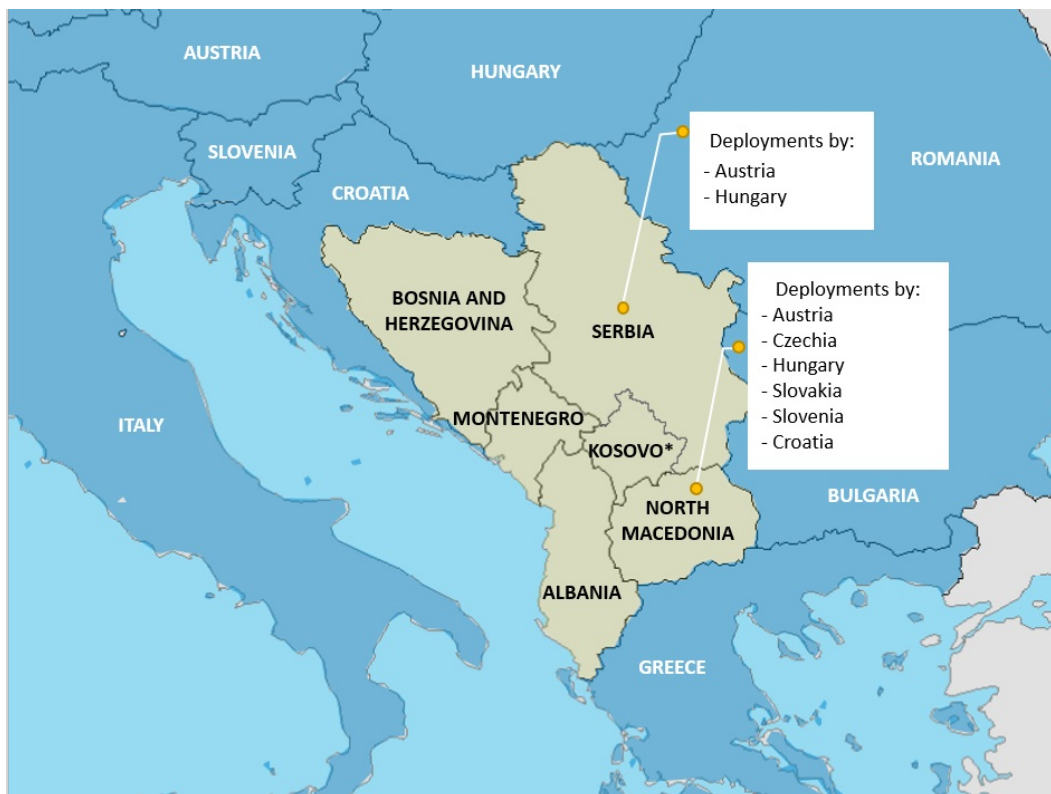 AUSTRIA
HUNGARY
SLOVENIA
CROATIA
ROMANIA
Deployments by:
- Austria
- Hungary
BOSNIA AND
HERZEGOVINA
SERBIA
Deployments by:
- Austria
- Czechia
- Hungary
- Slovakia
- Slovenia
- Croatia
ITALY
MONTENEGRO
KOSOVO*
BULGARIA
NORTH
MACEDONIA
ALBANIA
GREECE